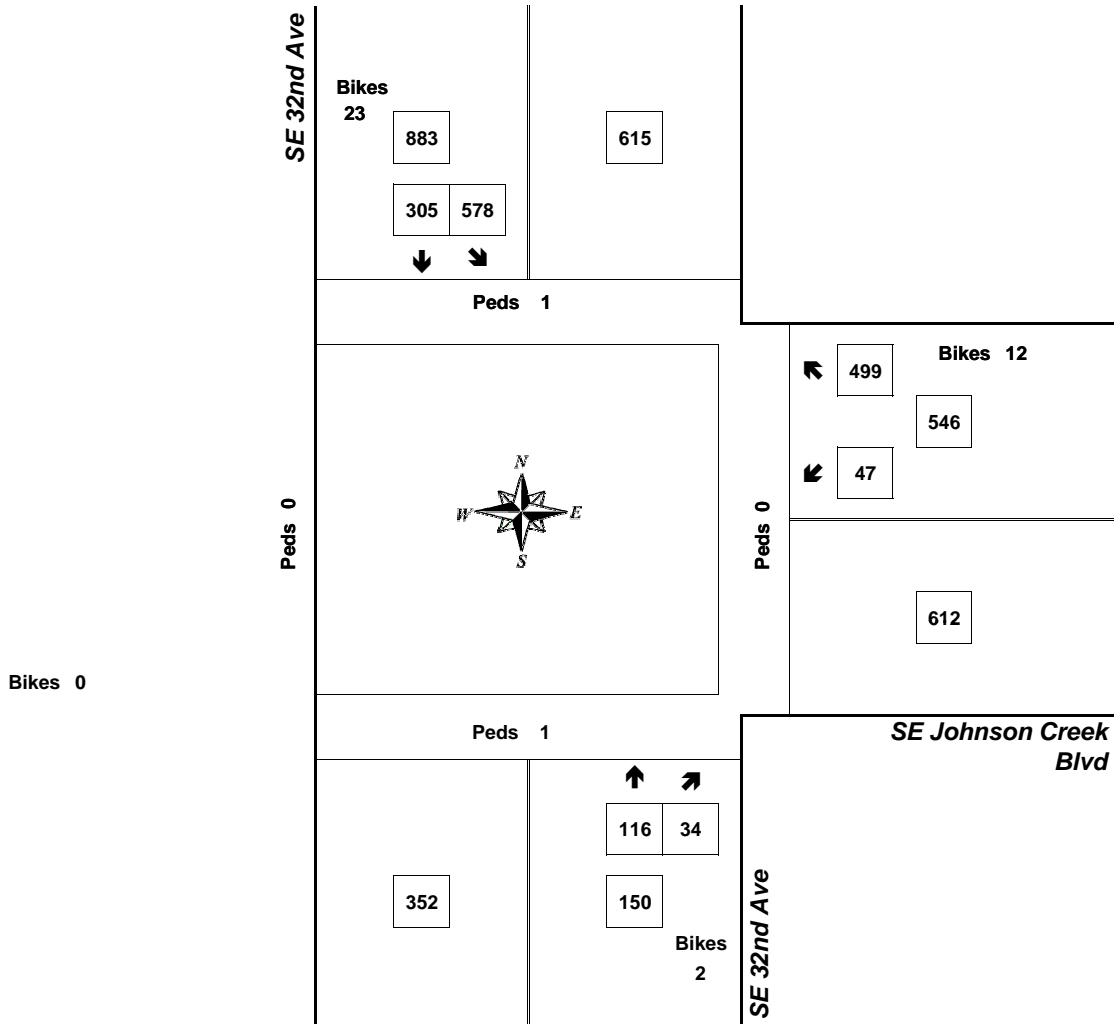 SE 32nd Ave
Bikes
23
883
615
305 578
Peds 1
Bikes 12
499
546
47
N
W E
S
Peds 0
Peds 0
612
Bikes 0
Peds 1
SE Johnson Creek
Blvd
116 34
352
150
Bikes
2
SE 32nd Ave